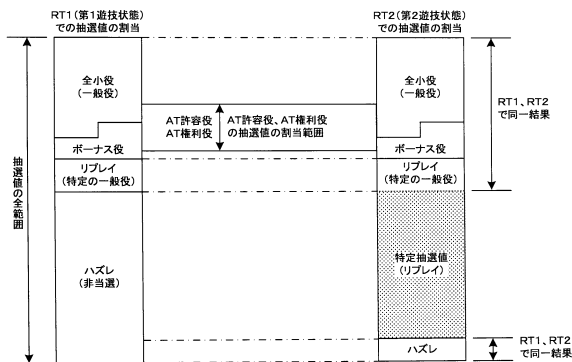 RT1（第1遊技状態）
での抽選値の割当
RT2（第2遊技状態）
での抽選値の割当
抽選値の全範囲
全小役
（一般役）
ボーナス役
リプレイ
（特定の一般役）
ハズレ
（非当選）
AT許容役
AT権利役
AT許容役、AT権利役
の抽選値の割当範囲
全小役
（一般役）
ボーナス役
リプレイ
（特定の一般役）
特定抽選値
（リプレイ）
ハズレ
RT1、RT2
で同一結果
RT1、RT2
で同一結果